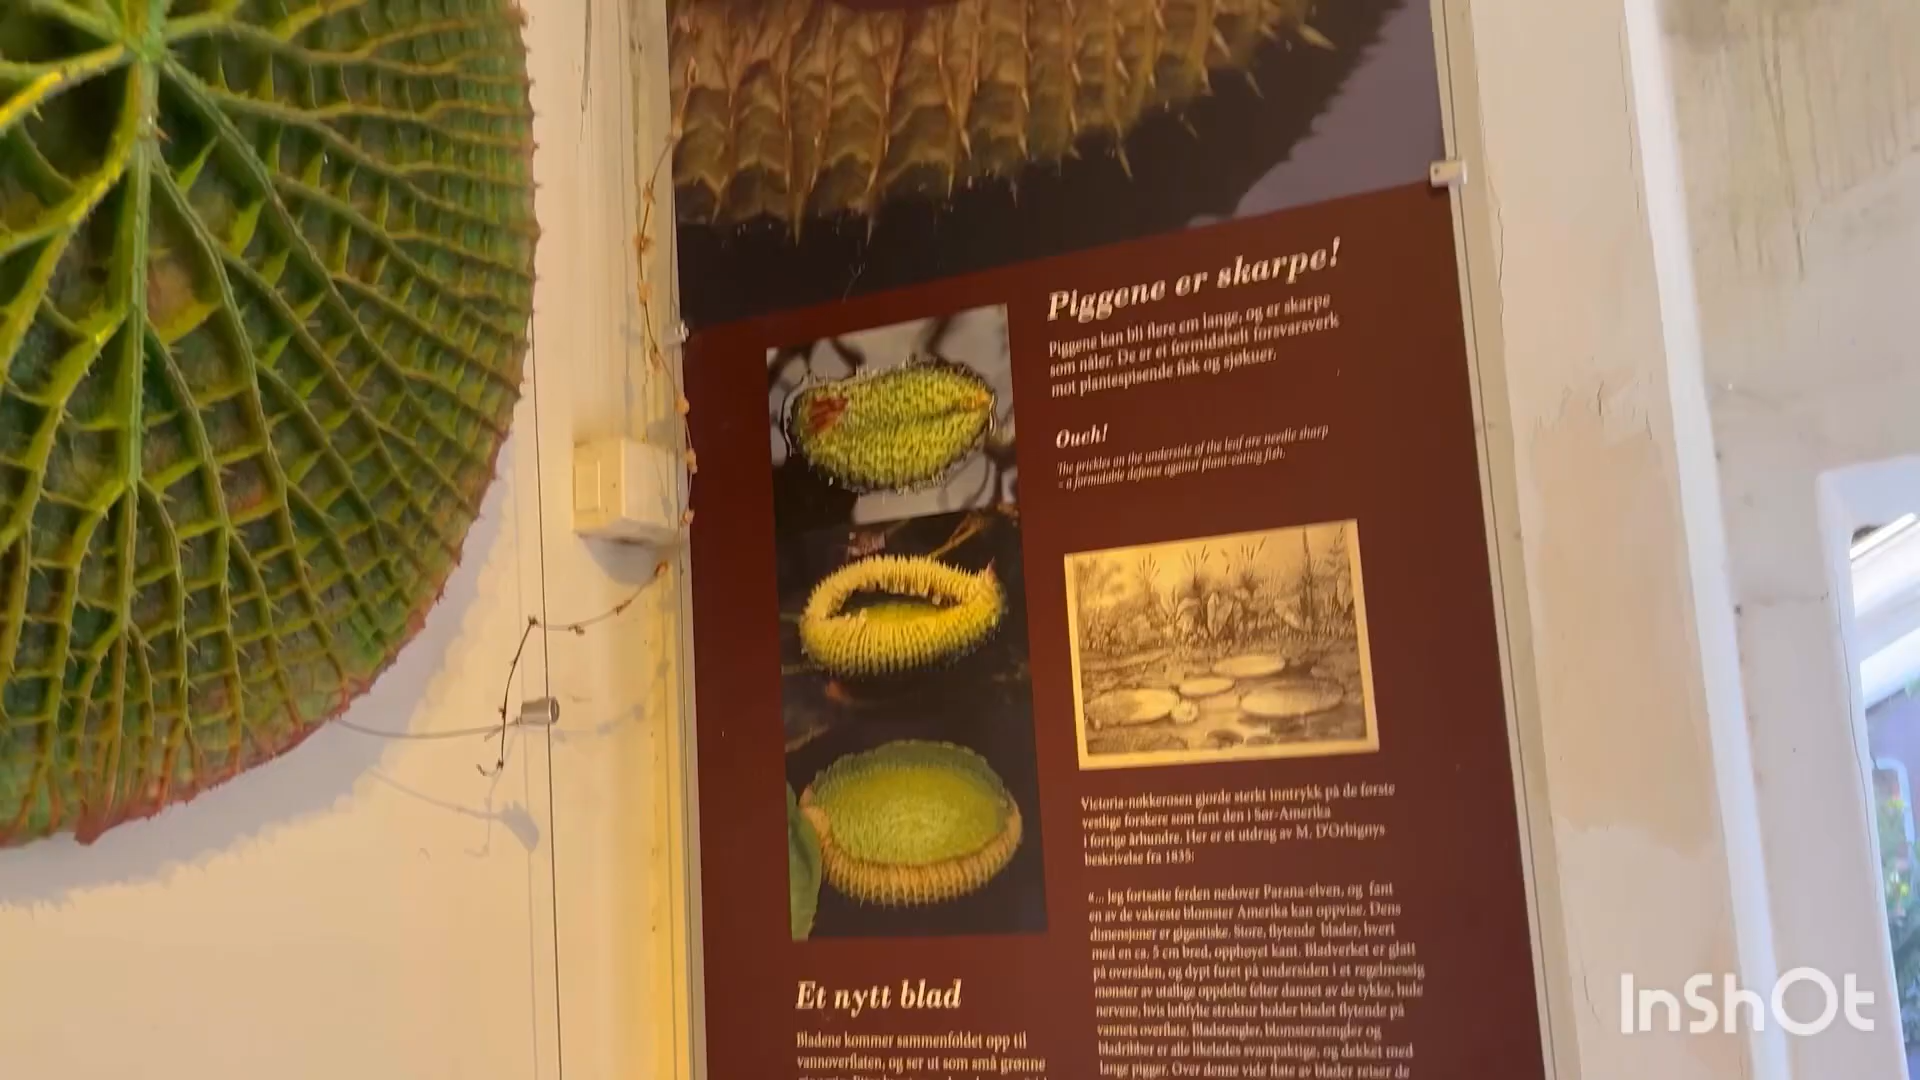 Piggene er skarpe!
Piggene kan bli flere cm lange, og er skarpe
som nåler. De er et formidabelt forsvarsverk
mot plantespisende fisk og sjøkuer.
Ouch!
The prickles on the underside of the leaf are needle sharp
- a formidable defense against plant-eating fish.
Victoria-nøkkerosen gjorde sterkt inntrykk på de første
vestlige forskere som fant den i Sør-Amerika
i forrige århundre. Her er et utdrag av M. D'Orbignys
beskrivelse fra 1835:
«... Jeg fortsatte ferden nedover Parana-elven, og fant
en av de vakreste blomster Amerika kan oppvise. Dens
dimensjoner er gigantiske. Store, flytende blader, hvert
med en ca. 5 cm bred, opphøyet kant. Bladverket er glatt
på oversiden, og dypt furet på undersiden i et regelmessig
mønster av utallige oppdelte felter dannet av de tykke, hule
nervene, hvis luftfylte struktur holder bladet flytende på
vannets overflate. Bladstengler, blomsterstengler og
bladribber er alle likeledes svampaktige, og dekket med
lange pigger. Over denne vide flate av blader reiser de
Et nytt blad
Bladene kommer sammenfoldet opp til
vannoverflaten, og ser ut som små grønne
InShOt